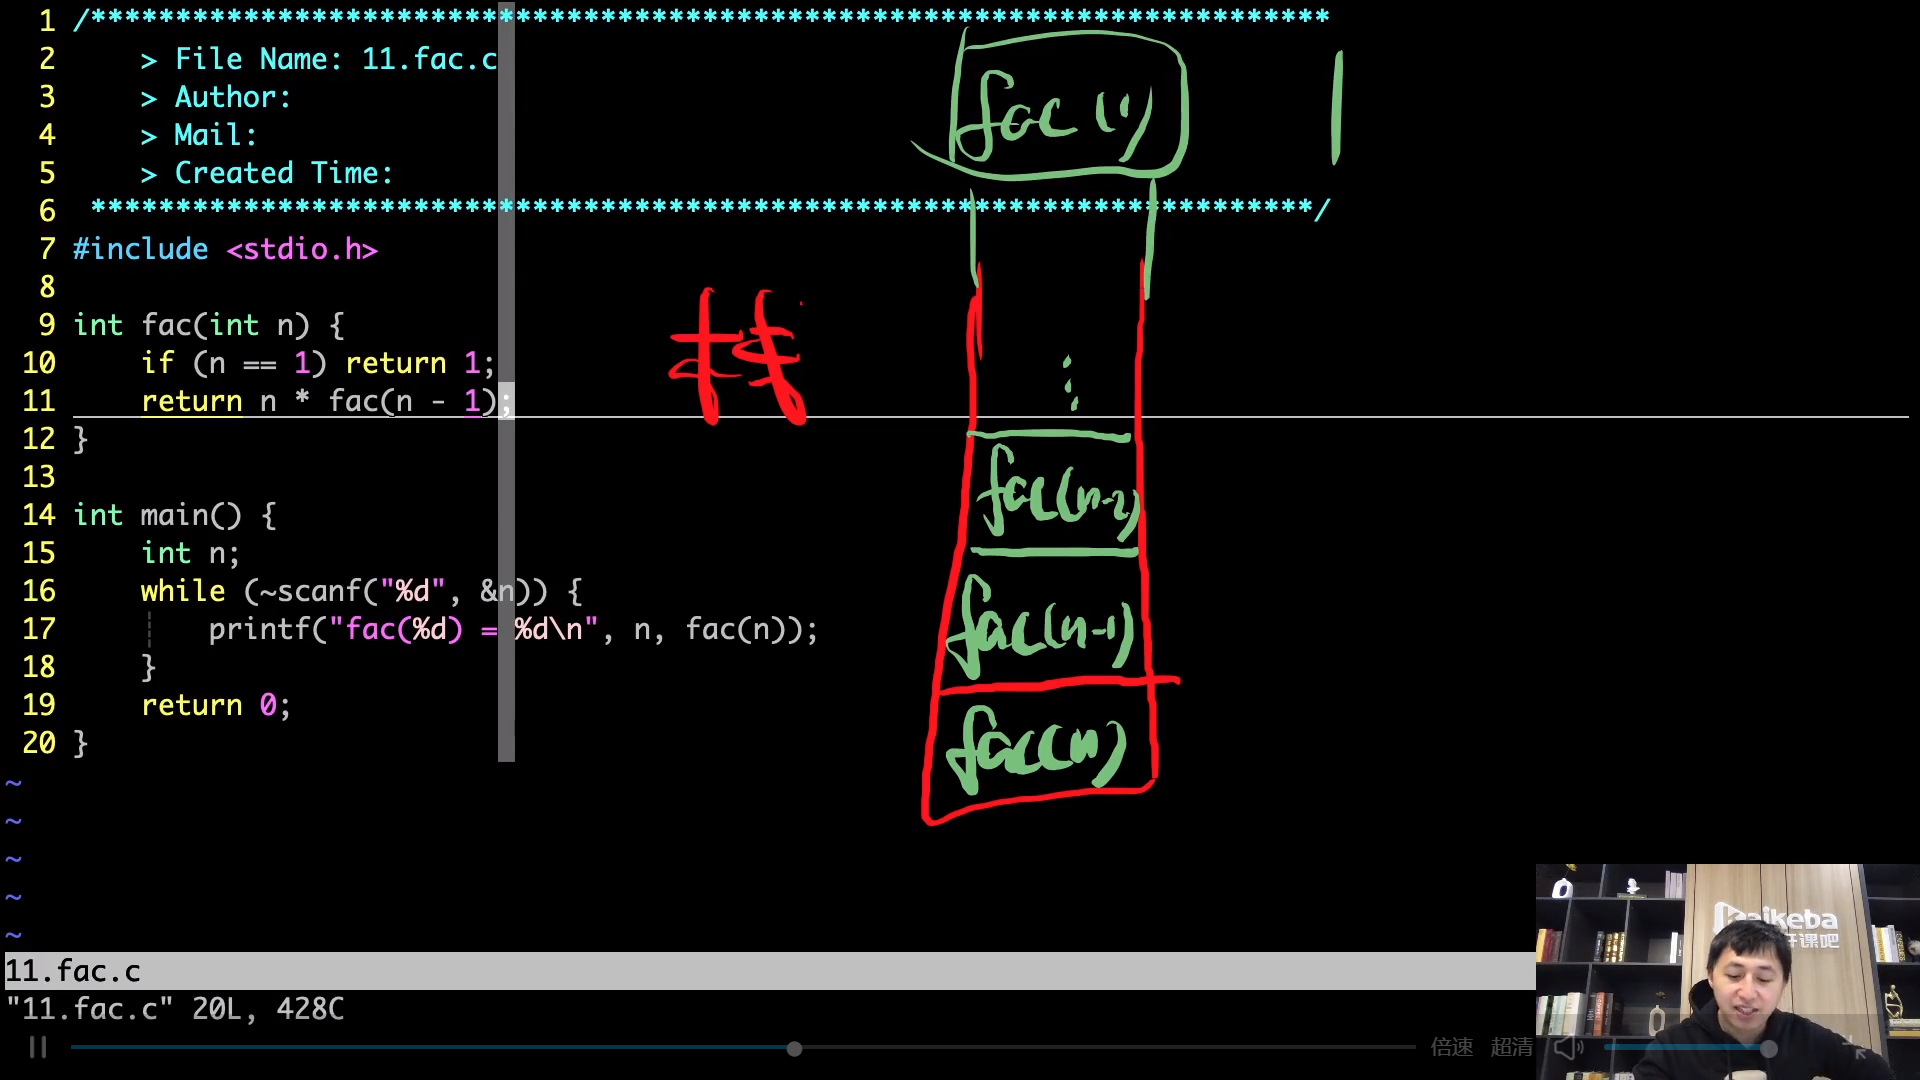 1 /*************************************************************************
2     > File Name: 11.fac.c
3     > Author:
4     > Mail:
5     > Created Time:
6  ************************************************************************/
7 #include <stdio.h>
8
9 int fac(int n) {
10     if (n == 1) return 1;
11     return n * fac(n - 1);
12 }
13
14 int main() {
15     int n;
16     while (~scanf("%d", &n)) {
17         printf("fac(%d) = %d\n", n, fac(n));
18     }
19     return 0;
20 }
~
~
~
~
~
fac(1)
⋮
fac(n-2)
fac(n-1)
fac(n)
11.fac.c
"11.fac.c" 20L, 428C
倍速 超清
kaikeba
开课吧